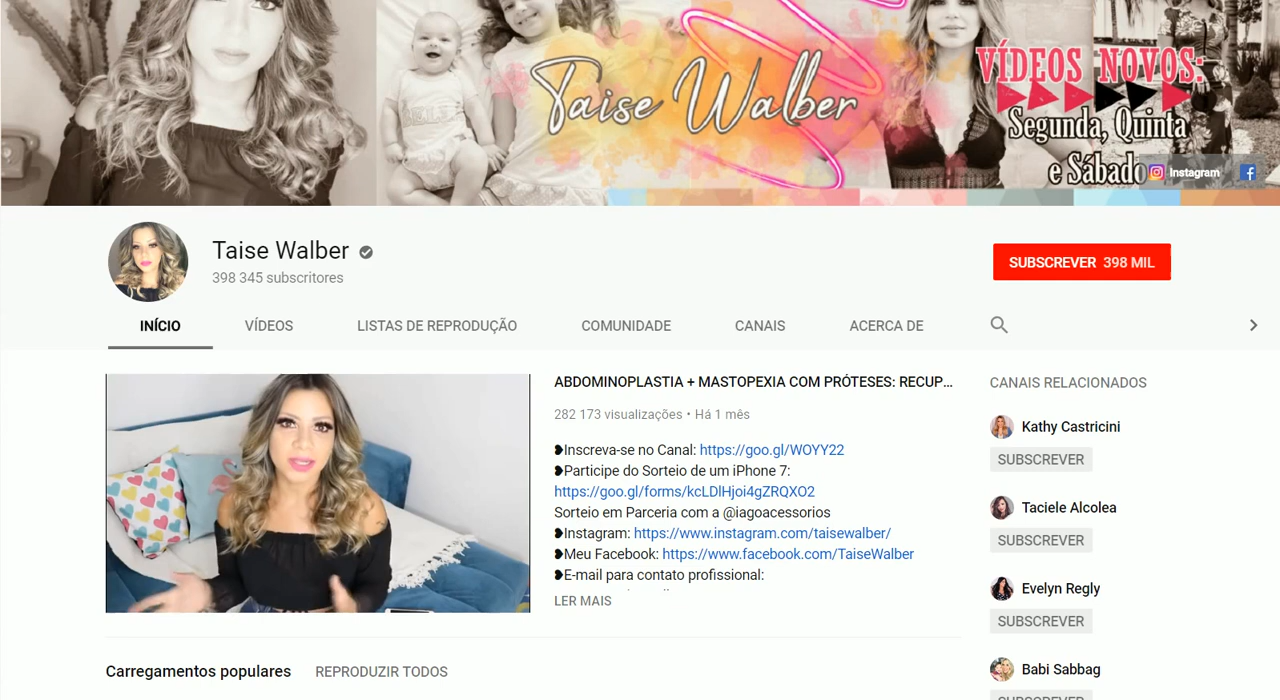 Taise Walber
VÍDEOS NOVOS:
Segunda, Quinta
e Sábado
Instagram
Taise Walber
398 345 subscritores
SUBSCREVER 398 MIL
INÍCIO
VÍDEOS
LISTAS DE REPRODUÇÃO
COMUNIDADE
CANAIS
ACERCA DE
ABDOMINOPLASTIA + MASTOPEXIA COM PRÓTESES: RECUP...
282 173 visualizações • Há 1 mês
❥Inscreva-se no Canal: https://goo.gl/WOYY22
❥Participe do Sorteio de um iPhone 7:
https://goo.gl/forms/kcLDlHjoi4gZRQXO2
Sorteio em Parceria com a @iagoacessorios
❥Instagram: https://www.instagram.com/taisewalber/
❥Meu Facebook: https://www.facebook.com/TaiseWalber
❥E-mail para contato profissional:
LER MAIS
CANAIS RELACIONADOS
Kathy Castricini
SUBSCREVER
Taciele Alcolea
SUBSCREVER
Evelyn Regly
SUBSCREVER
Babi Sabbag
SUBSCREVER
Carregamentos populares
REPRODUZIR TODOS